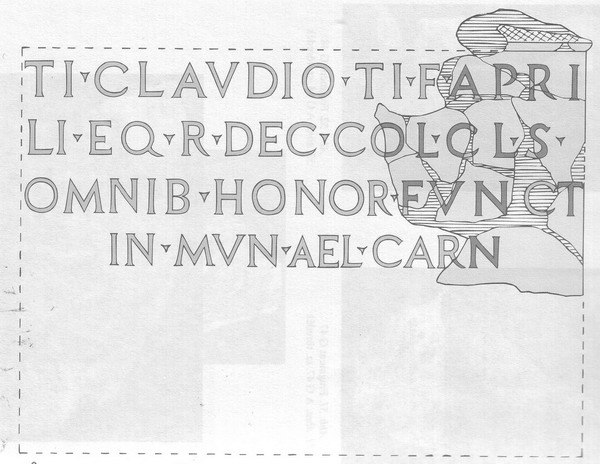 TI▾CLAVDIO▾TI▾F▾APRI
LI▾EQ▾R▾DEC▾COL▾CL▾S▾
OMNIB▾HONOR▾FVNCT
IN▾MVN▾AEL▾CARN